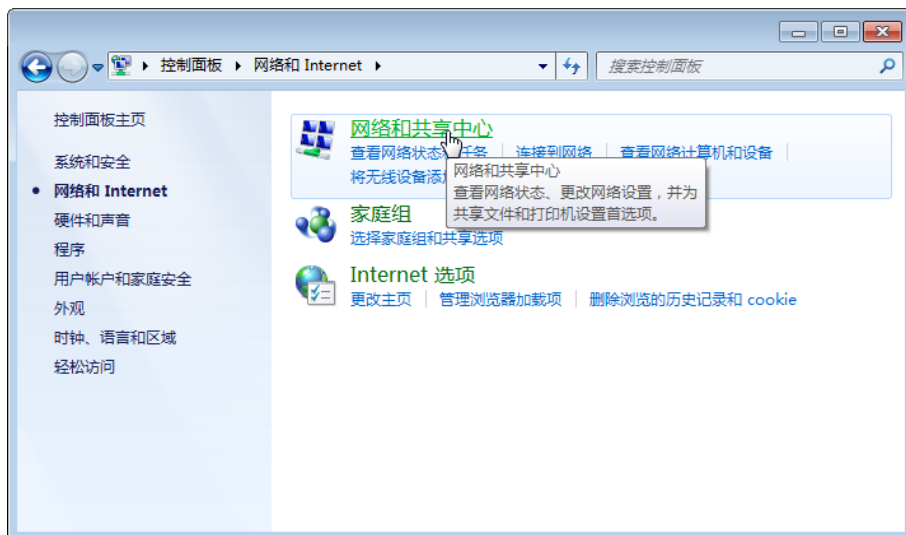 控制面板 网络和 Internet 搜索控制面板
控制面板主页
系统和安全
网络和 Internet
硬件和声音
程序
用户帐户和家庭安全
外观
时钟、语言和区域
轻松访问
网络和共享中心
查看网络状态 任务 连接到网络 查看网络计算机和设备
将无线设备添
网络和共享中心
查看网络状态、更改网络设置，并为
共享文件和打印机设置首选项。
家庭组
选择家庭组和共享选项
Internet 选项
更改主页 管理浏览器加载项 删除浏览的历史记录和 cookie